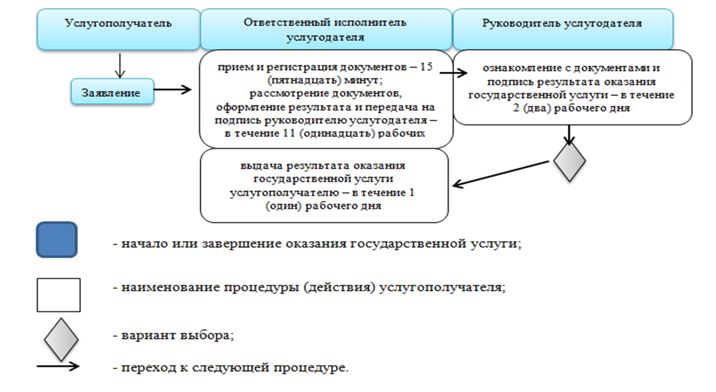 Услугополучатель
Ответственный исполнитель
услугодателя
Руководитель услугодателя
Заявление
прием и регистрация документов – 15
(пятнадцать) минут;
рассмотрение документов,
оформление результата и передача на
подпись руководителю услугодателя –
в течение 11 (одинадцать) рабочих
ознакомление с документами и
подпись результата оказания
государственной услуги – в течение
2 (два) рабочего дня
выдача результата оказания
государственной услуги
услугополучателю – в течение 1
(один) рабочего дня
- начало или завершение оказания государственной услуги;
- наименование процедуры (действия) услугополучателя;
- вариант выбора;
- переход к следующей процедуре.